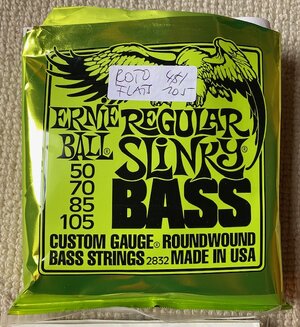 ROTO 45/
FLATS 105
ERNIE REGULAR
BALL® SLINKY®
50
70
85
105
BASS
CUSTOM GAUGE® ROUNDWOUND
BASS STRINGS 2832 MADE IN USA